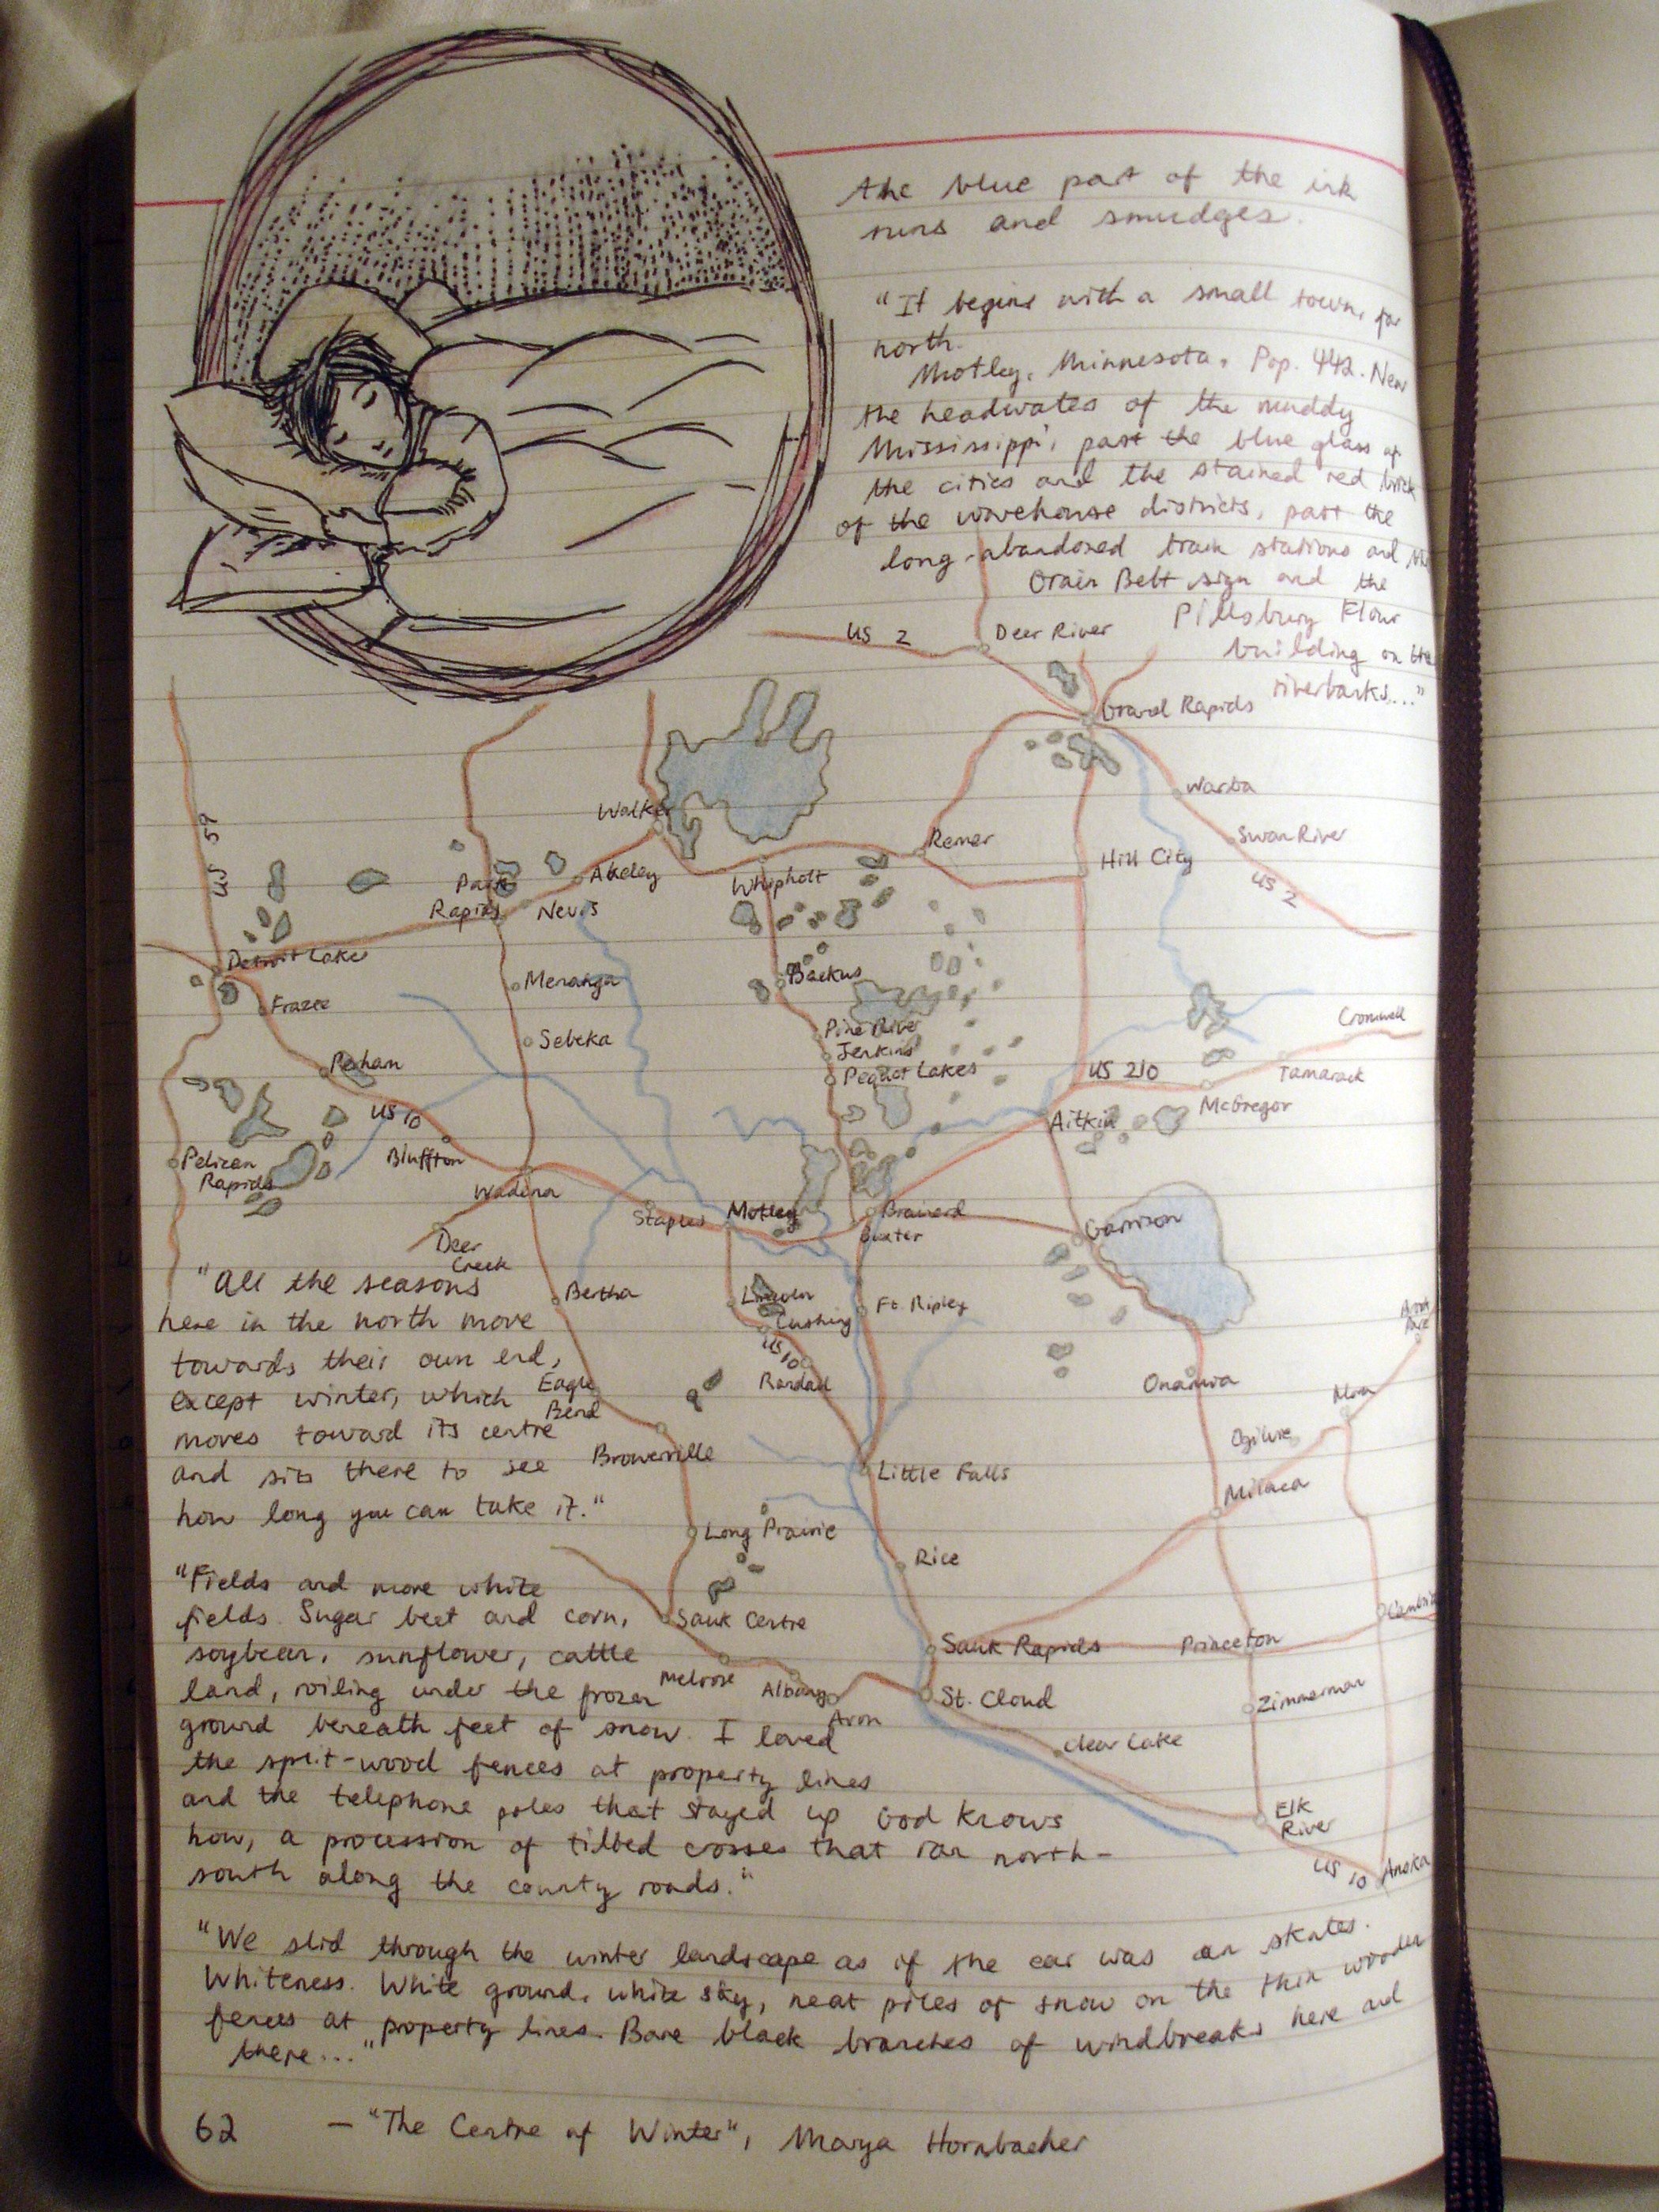 the blue part of the ink
runs and smudges.
"It begins with a small town, far
north.
Motley, Minnesota, Pop. 442. Near
the headwates of the muddy
Mississippi, past the blue glass of
the cities and the stained red brick
of the warehouse districts, past the
long-abandoned train stations and the
Grain Belt sign and the
Pillsbury Flour
building on the
riverbanks..."
US 2
Deer River
Grand Rapids
Warba
Swan River
US 2
Walker
Remer
Hill City
US 59
Park
Rapids
Akeley
Nevis
Whipholt
Detroit Lake
Frazee
Menahga
Backus
Sebeka
Pine River
Jenkins
Pequot Lakes
Cromwell
Tamarack
US 210
McGregor
Aitkin
Perham
US 10
Bluffton
Pelican
Rapids
Wadena
Staples
Motley
Brainerd
Baxter
Garrison
Deer
Creek
Bertha
Lincoln
Cushing
Ft. Ripley
US 10
Randall
Onamia
Mora
Ogilvie
Milaca
Eagle
Bend
Browerville
Little Falls
Long Prairie
Rice
Sauk Centre
Sauk Rapids
Princeton
Melrose
Albany
Avon
St. Cloud
Zimmerman
Clear Lake
Elk
River
US 10
Anoka
"All the seasons
here in the north move
towards their own end,
except winter, which
moves toward its centre
and sits there to see
how long you can take it."
"Fields and more white
fields. Sugar beet and corn,
soybean, sunflower, cattle
land, roiling under the frozen
ground beneath feet of snow. I loved
the split-wood fences at property lines
and the telephone poles that stayed up God knows
how, a procession of tilted crosses that ran north-
south along the county roads."
"We slid through the winter landscape as if the car was on skates.
Whiteness. White ground, white sky, neat piles of snow on the thin wooden
fences at property lines. Bare black branches of windbreaks here and
there..."
62 — "The Centre of Winter", Marya Hornbacher